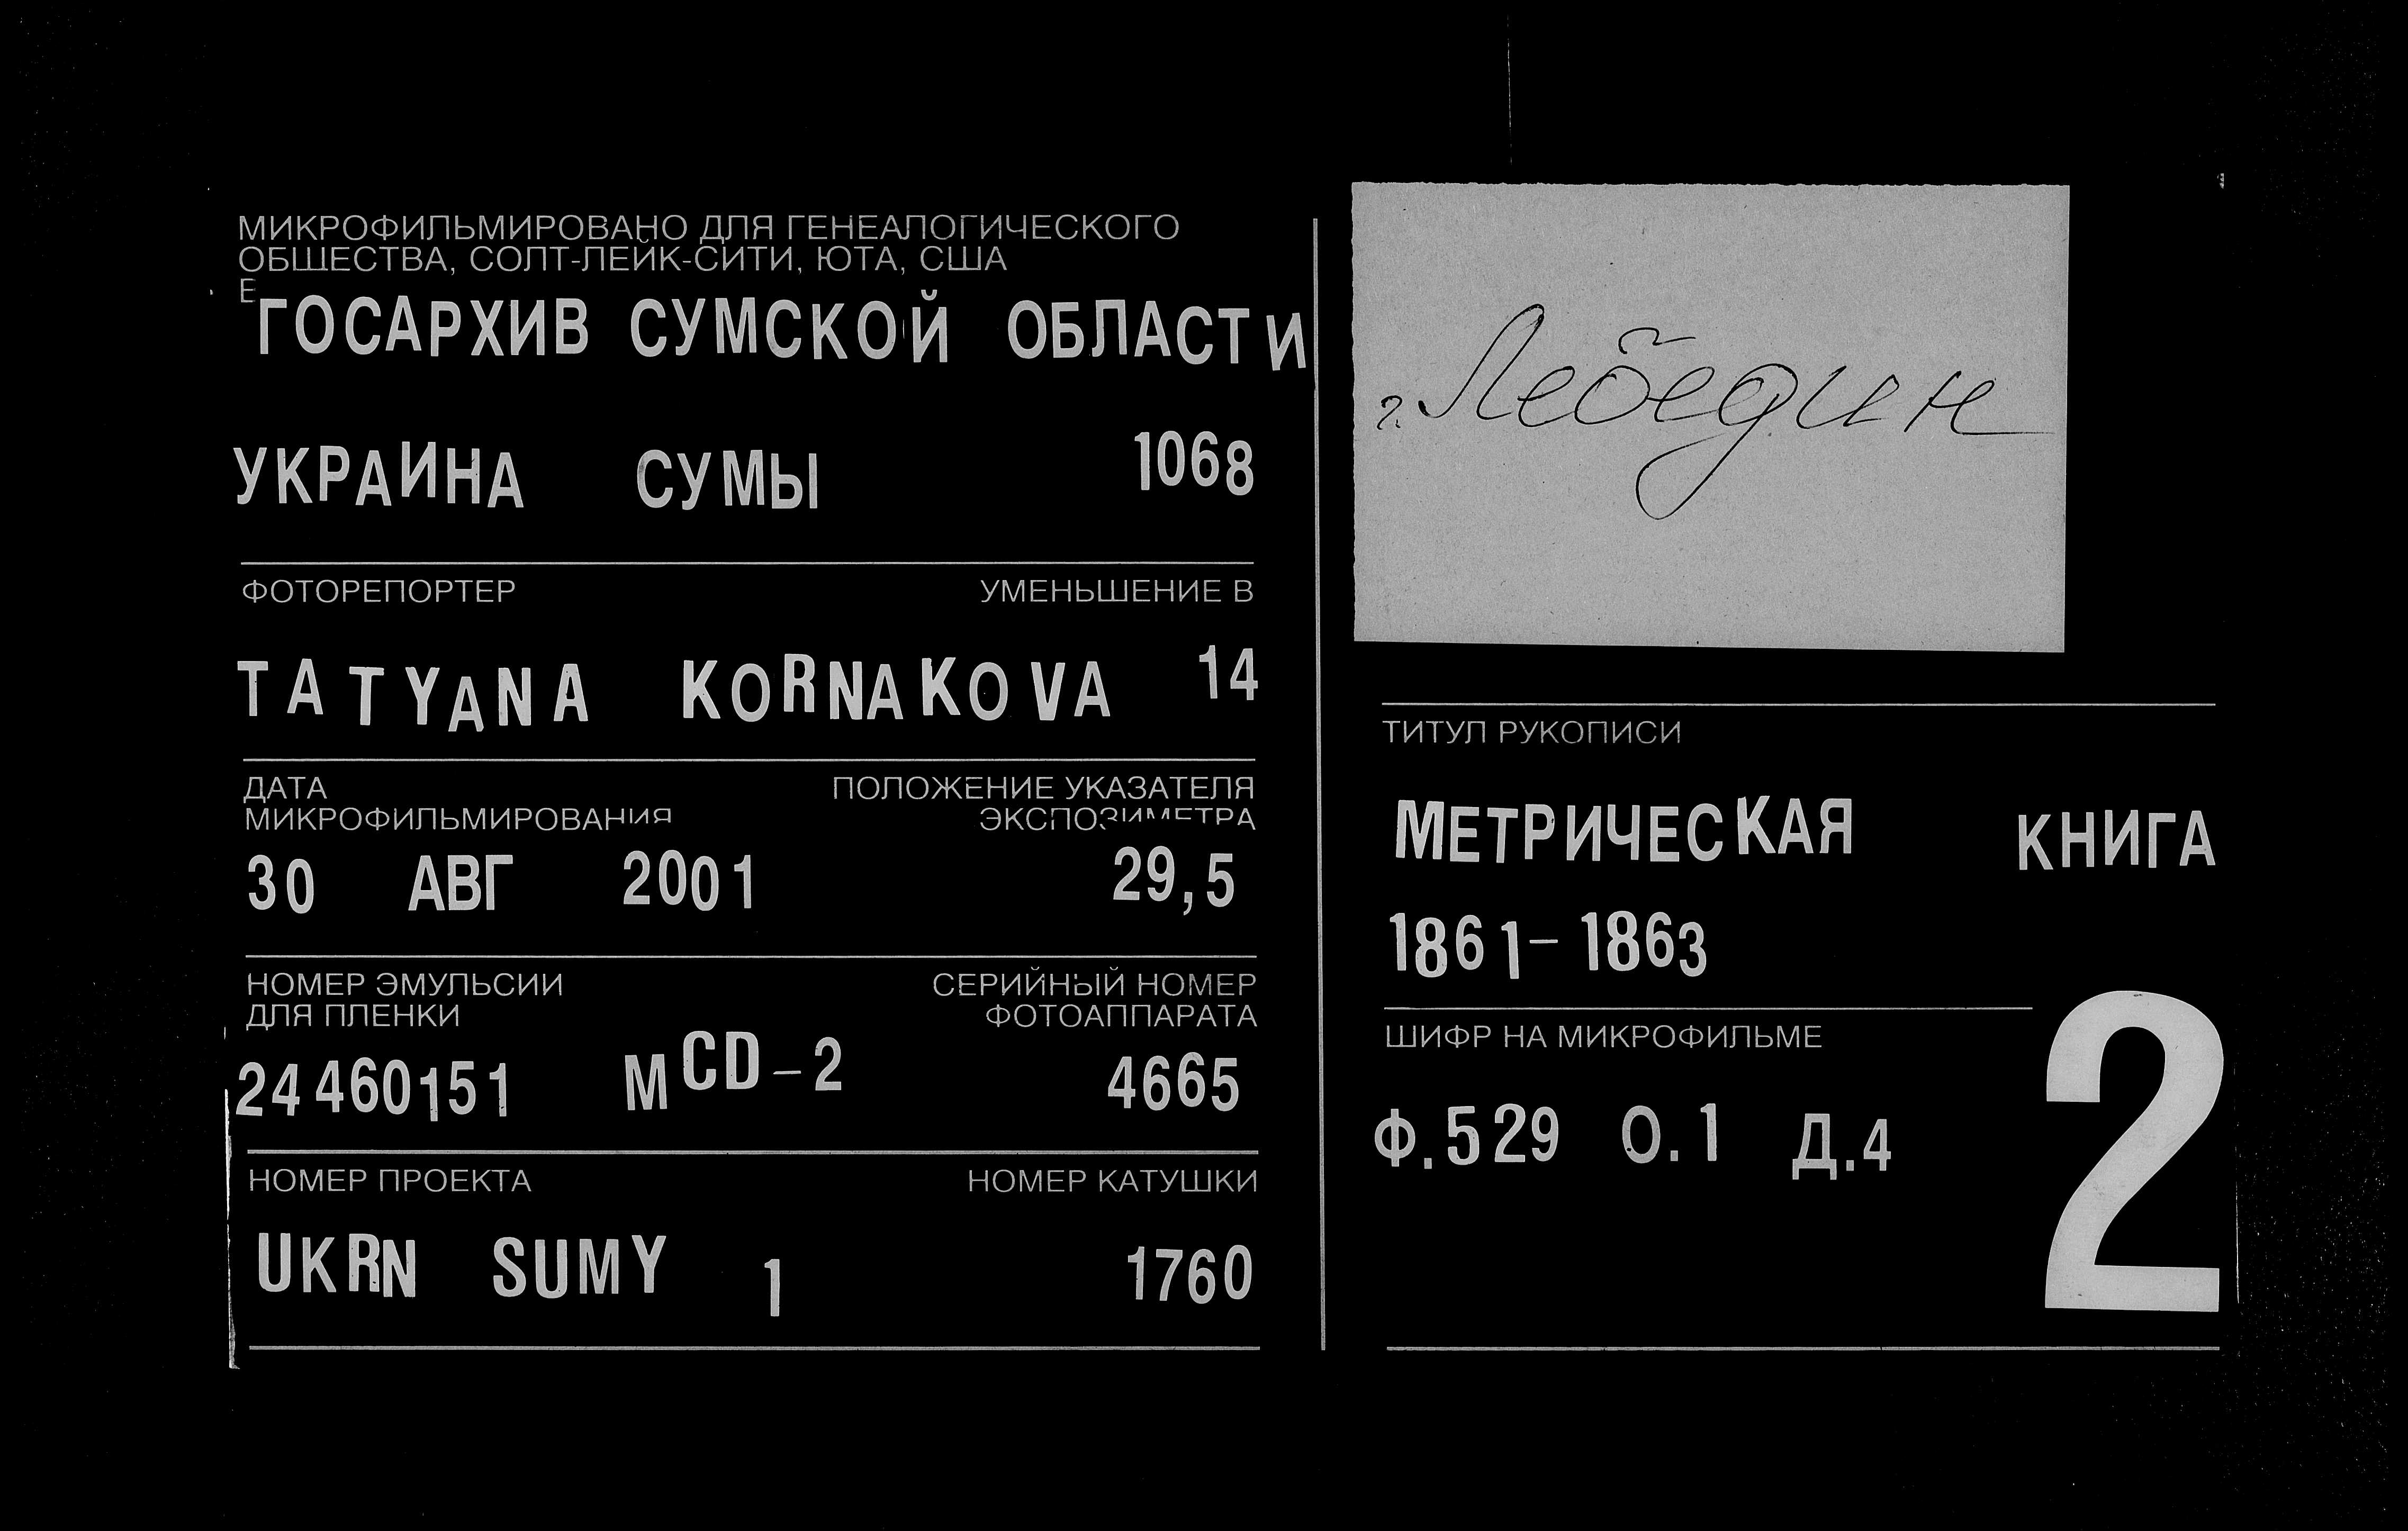 МИКРОФИЛЬМИРОВАНО ДЛЯ ГЕНЕАЛОГИЧЕСКОГО
ОБЩЕСТВА, СОЛТ-ЛЕЙК-СИТИ, ЮТА, США
Е
ГОСАРХИВ СУМСКОЙ ОБЛАСТИ
УКРАИНА СУМЫ 1068
ФОТОРЕПОРТЕР УМЕНЬШЕНИЕ В
TATYANA KORNAKOVA 14
ДАТА ПОЛОЖЕНИЕ УКАЗАТЕЛЯ
МИКРОФИЛЬМИРОВАНИЯ ЭКСПОЗИМЕТРА
30 АВГ 2001 29,5
НОМЕР ЭМУЛЬСИИ СЕРИЙНЫЙ НОМЕР
ДЛЯ ПЛЕНКИ ФОТОАППАРАТА
24460151 MCD-2 4665
НОМЕР ПРОЕКТА НОМЕР КАТУШКИ
UKRN SUMY 1 1760
г. Лебедин
ТИТУЛ РУКОПИСИ
МЕТРИЧЕСКАЯ КНИГА
1861-1863
ШИФР НА МИКРОФИЛЬМЕ
Ф.529 О.1 Д.4
2